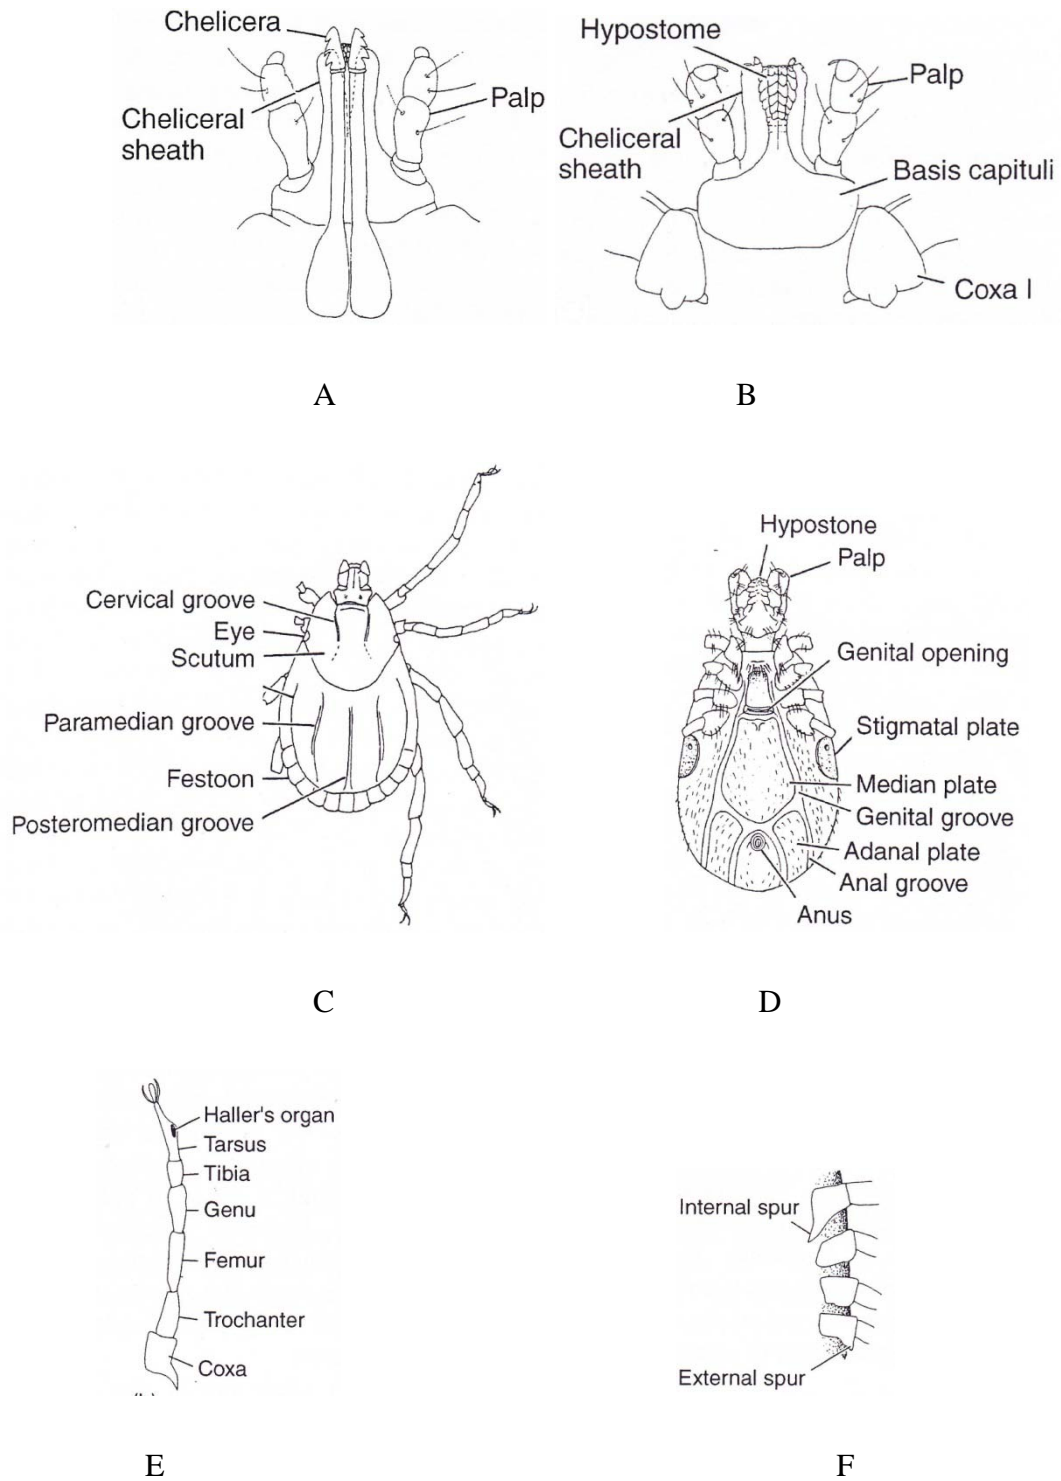 Chelicera
Cheliceral
sheath
Palp
A
Hypostome
Palp
Cheliceral
sheath
Basis capituli
Coxa I
B
Cervical groove
Eye
Scutum
Paramedian groove
Festoon
Posteromedian groove
C
Hypostone
Palp
Genital opening
Stigmatal plate
Median plate
Genital groove
Adanal plate
Anal groove
Anus
D
Haller's organ
Tarsus
Tibia
Genu
Femur
Trochanter
Coxa
E
Internal spur
External spur
F